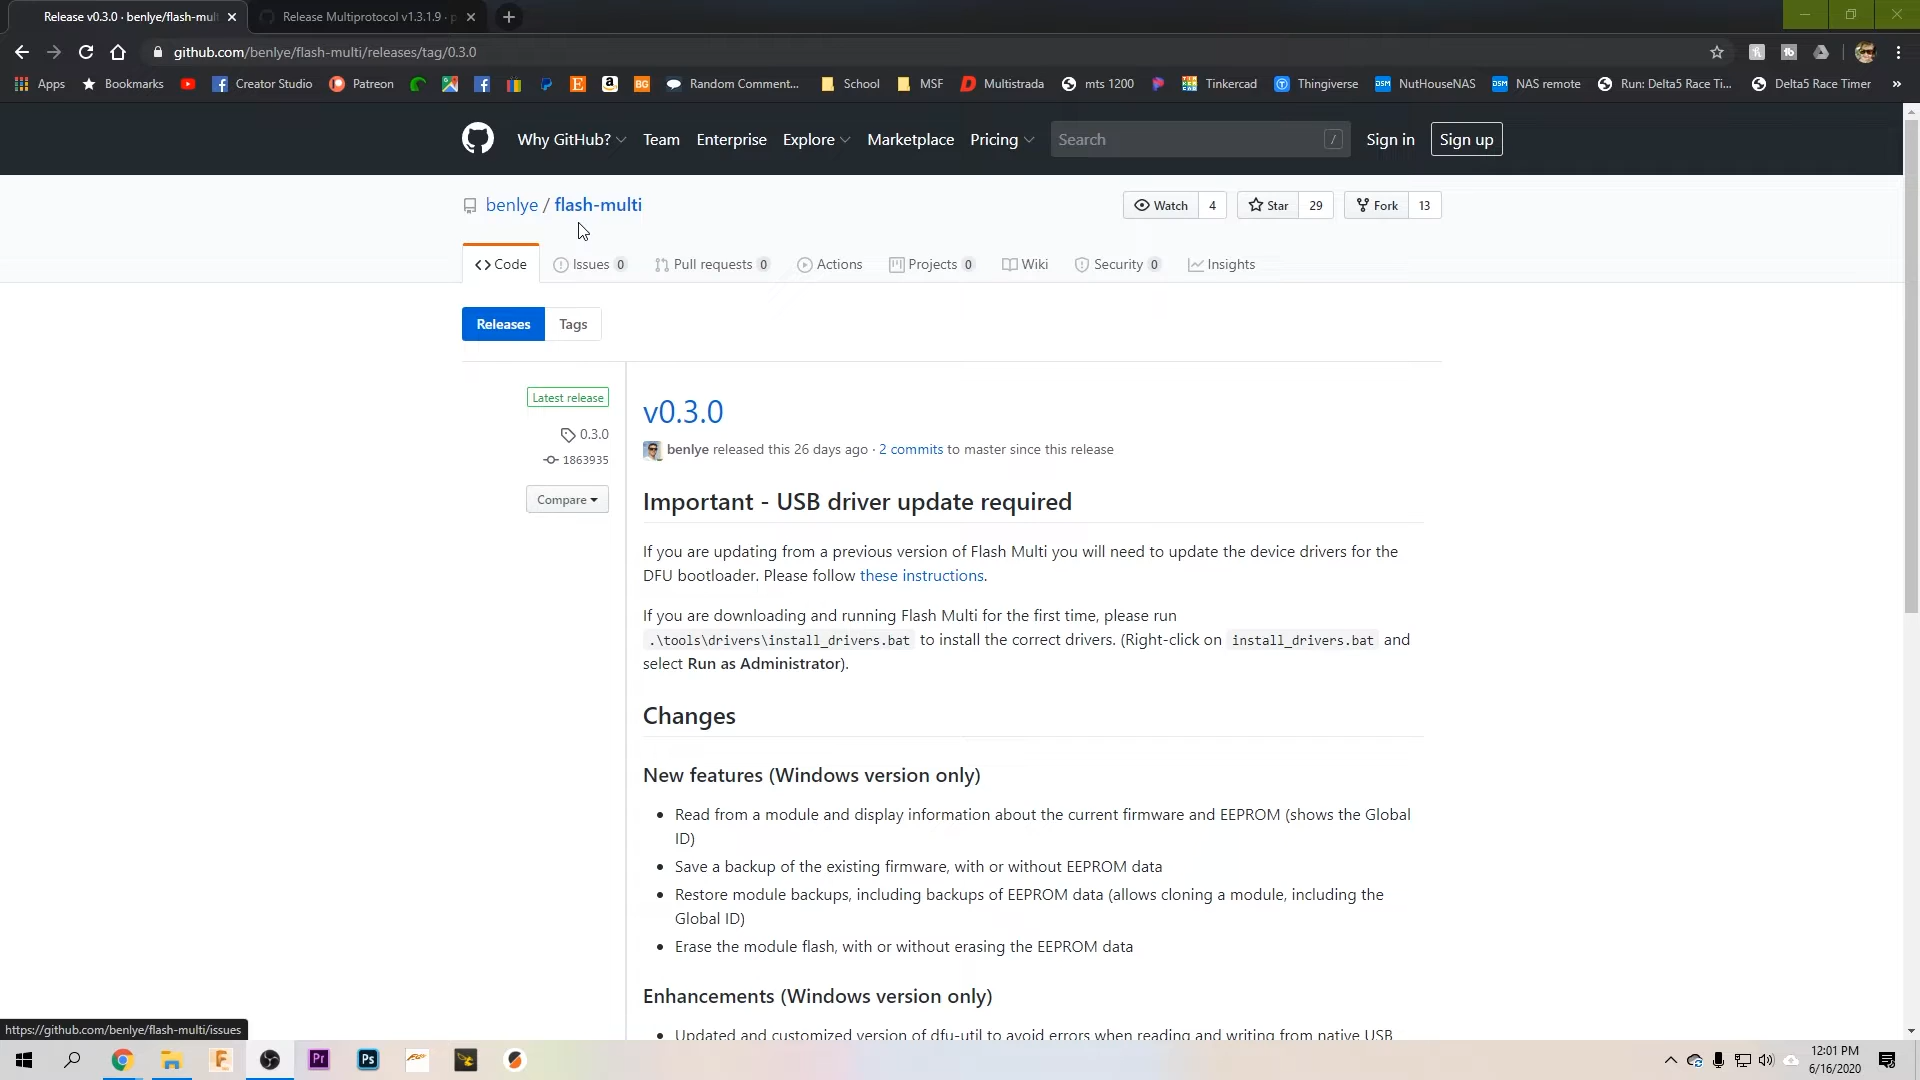 Release v0.3.0 · benlye/flash-mult
Release Multiprotocol v1.3.1.9 · p
github.com/benlye/flash-multi/releases/tag/0.3.0
Apps Bookmarks Creator Studio Patreon BG Random Comment... School MSF Multistrada mts 1200 Tinkercad Thingiverse NutHouseNAS NAS remote Run: Delta5 Race Ti... Delta5 Race Timer »
Why GitHub? Team Enterprise Explore Marketplace Pricing Search / Sign in Sign up
benlye / flash-multi
Watch 4 Star 29 Fork 13
Code Issues 0 Pull requests 0 Actions Projects 0 Wiki Security 0 Insights
Releases Tags
Latest release
0.3.0
1863935
Compare
v0.3.0
benlye released this 26 days ago · 2 commits to master since this release
Important - USB driver update required
If you are updating from a previous version of Flash Multi you will need to update the device drivers for the
DFU bootloader. Please follow these instructions.
If you are downloading and running Flash Multi for the first time, please run
.\tools\drivers\install_drivers.bat to install the correct drivers. (Right-click on install_drivers.bat and
select Run as Administrator).
Changes
New features (Windows version only)
• Read from a module and display information about the current firmware and EEPROM (shows the Global
ID)
• Save a backup of the existing firmware, with or without EEPROM data
• Restore module backups, including backups of EEPROM data (allows cloning a module, including the
Global ID)
• Erase the module flash, with or without erasing the EEPROM data
Enhancements (Windows version only)
• Updated and customized version of dfu-util to avoid errors when reading and writing from native USB
https://github.com/benlye/flash-multi/issues
Pr Ps
12:01 PM
6/16/2020